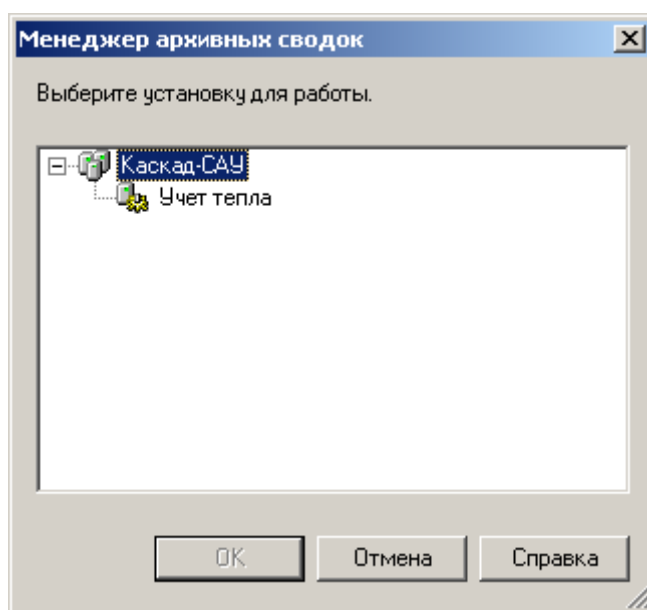 Менеджер архивных сводок
Выберите установку для работы.
Каскад-САУ
Учет тепла
OK Отмена Справка